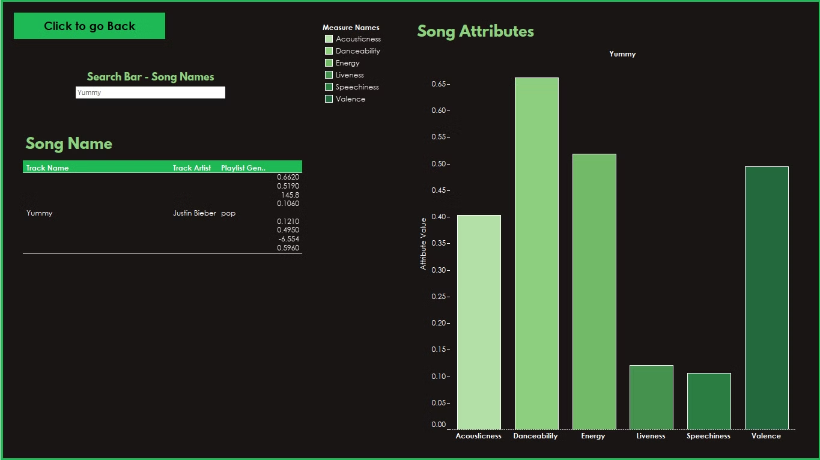 Click to go Back
Search Bar - Song Names
Yummy
Song Name
Track Name Track Artist Playlist Gen..
0.6620
0.5190
145.8
0.1060
Yummy Justin Bieber pop
0.1210
0.4950
-6.554
0.5960
Measure Names
Acousticness
Danceability
Energy
Liveness
Speechiness
Valence
Song Attributes
Yummy
Attribute Value
0.65
0.60
0.55
0.50
0.45
0.40
0.35
0.30
0.25
0.20
0.15
0.10
0.05
0.00
Acousticness Danceability Energy Liveness Speechiness Valence